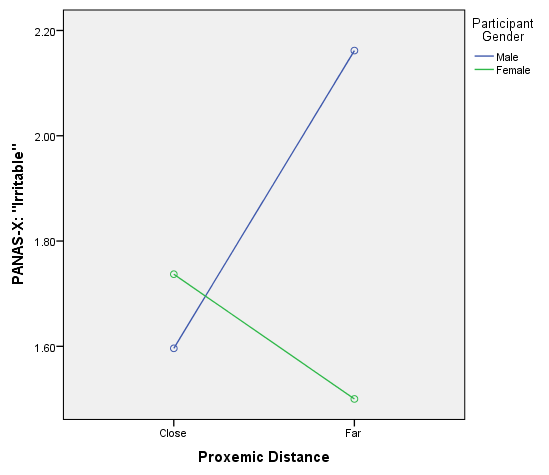 Participant
Gender
Male
Female
PANAS-X: "Irritable"
2.20
2.00
1.80
1.60
Close
Far
Proxemic Distance